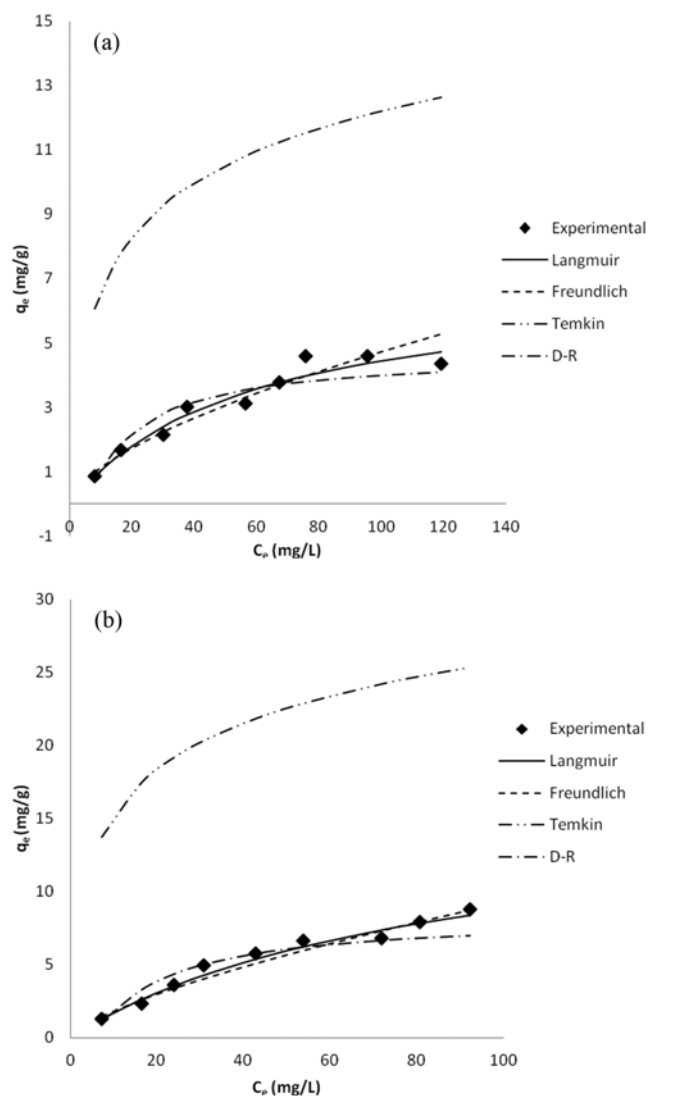 (a)
15
13
11
9
7
5
3
1
-1
qe (mg/g)
0 20 40 60 80 100 120 140
Ce (mg/L)
Experimental
Langmuir
Freundlich
Temkin
D-R
(b)
30
25
20
15
10
5
0
qe (mg/g)
0 20 40 60 80 100
Ce (mg/L)
Experimental
Langmuir
Freundlich
Temkin
D-R